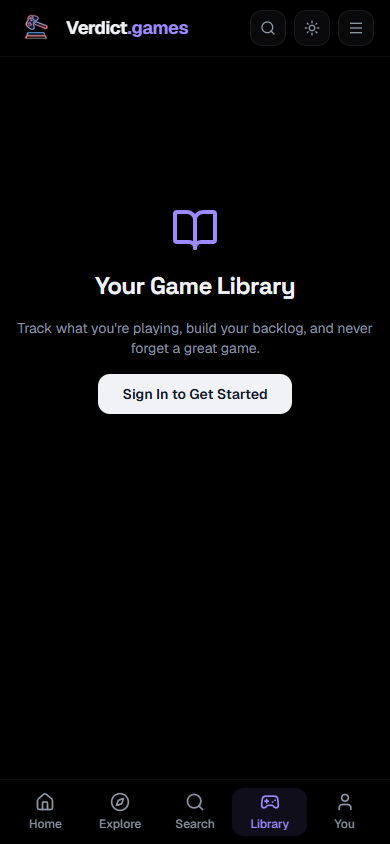 Verdict.games
Your Game Library
Track what you're playing, build your backlog, and never
forget a great game.
Sign In to Get Started
Home Explore Search Library You